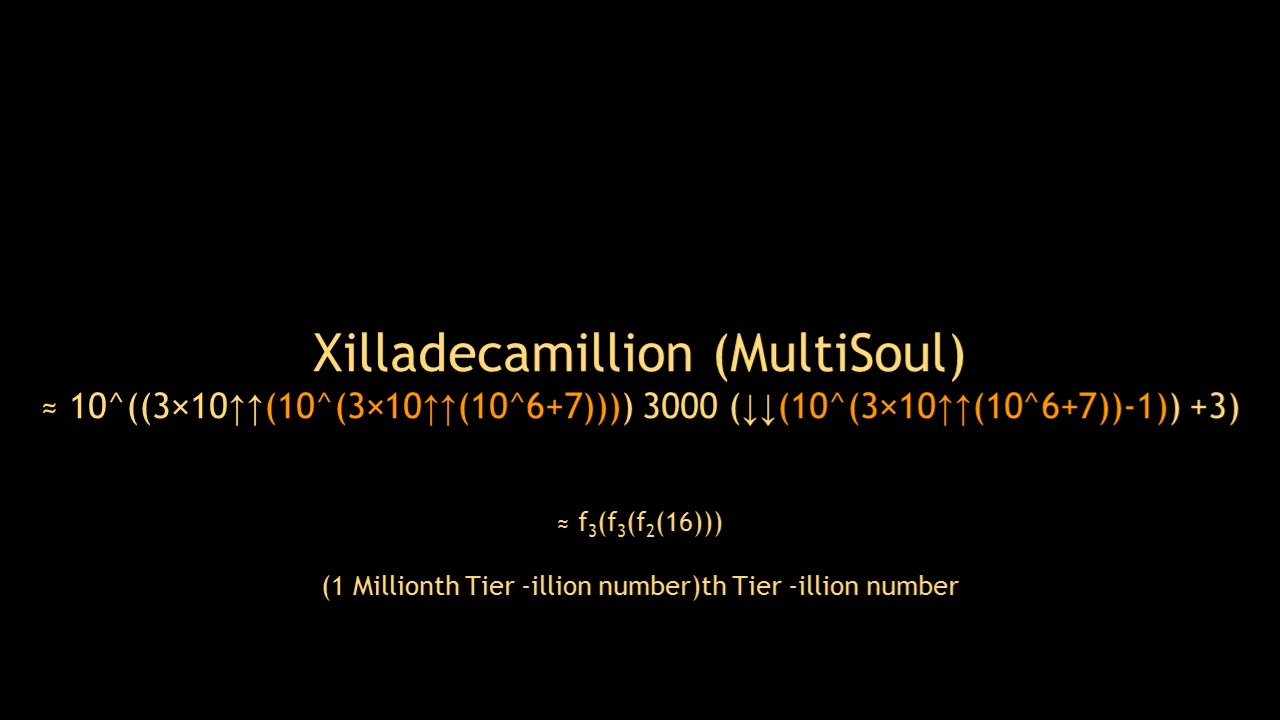 Xilladecamillion (MultiSoul)
≈ 10^((3×10↑↑(10^(3×10↑↑(10^6+7)))) 3000 (↓↓(10^(3×10↑↑(10^6+7))-1)) +3)
≈ f₃(f₃(f₂(16)))
(1 Millionth Tier -illion number)th Tier -illion number